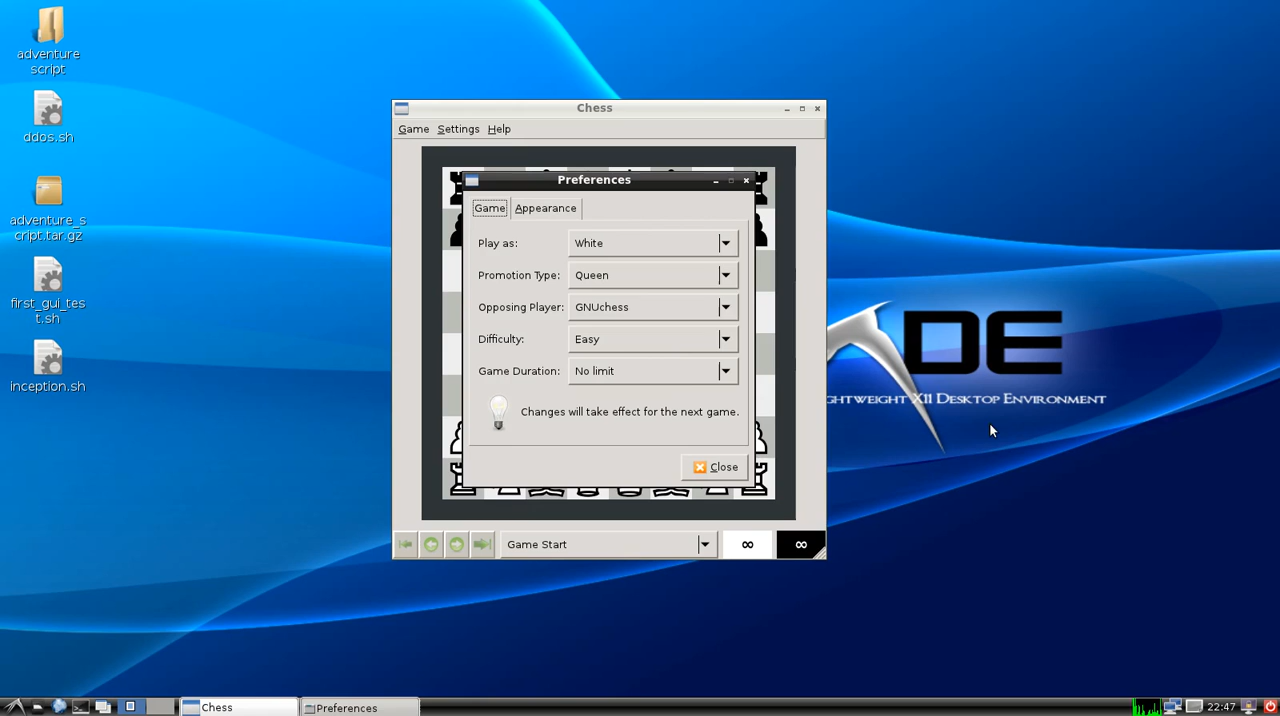 adventure
script
ddos.sh
adventure_s
cript.tar.gz
first_gui_tes
t.sh
inception.sh
Chess
Game Settings Help
Preferences
Game Appearance
Play as: White
Promotion Type: Queen
Opposing Player: GNUchess
Difficulty: Easy
Game Duration: No limit
Changes will take effect for the next game.
Close
Game Start ∞ ∞
DE
GHTWEIGHT X11 DESKTOP ENVIRONMENT
Chess Preferences 22:47